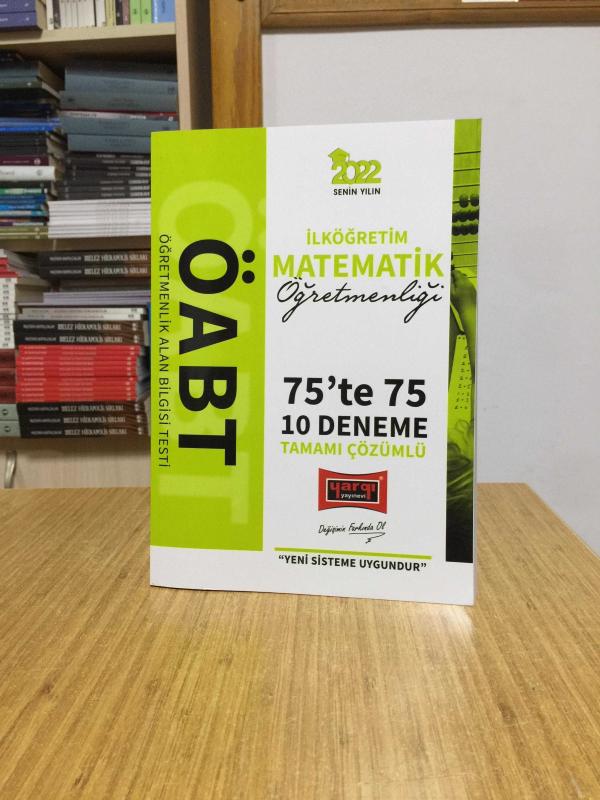 ÖABT
ÖĞRETMENLİK ALAN BİLGİSİ TESTİ
2022
SENİN YILIN
İLKÖĞRETİM
MATEMATİK
Öğretmenliği
75'te 75
10 DENEME
TAMAMI ÇÖZÜMLÜ
yargı
yayınevi
Değişimin Farkında Ol
“YENİ SİSTEME UYGUNDUR”